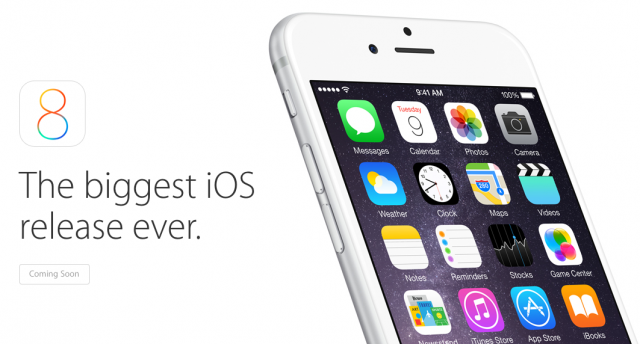 8
The biggest iOS
release ever.
Coming Soon
9:41 AM
100%
Tuesday
9
Messages
Calendar
Photos
Camera
280
Weather
Clock
Maps
Videos
Notes
Reminders
Stocks
Game Center
Newsstand
iTunes Store
App Store
iBooks